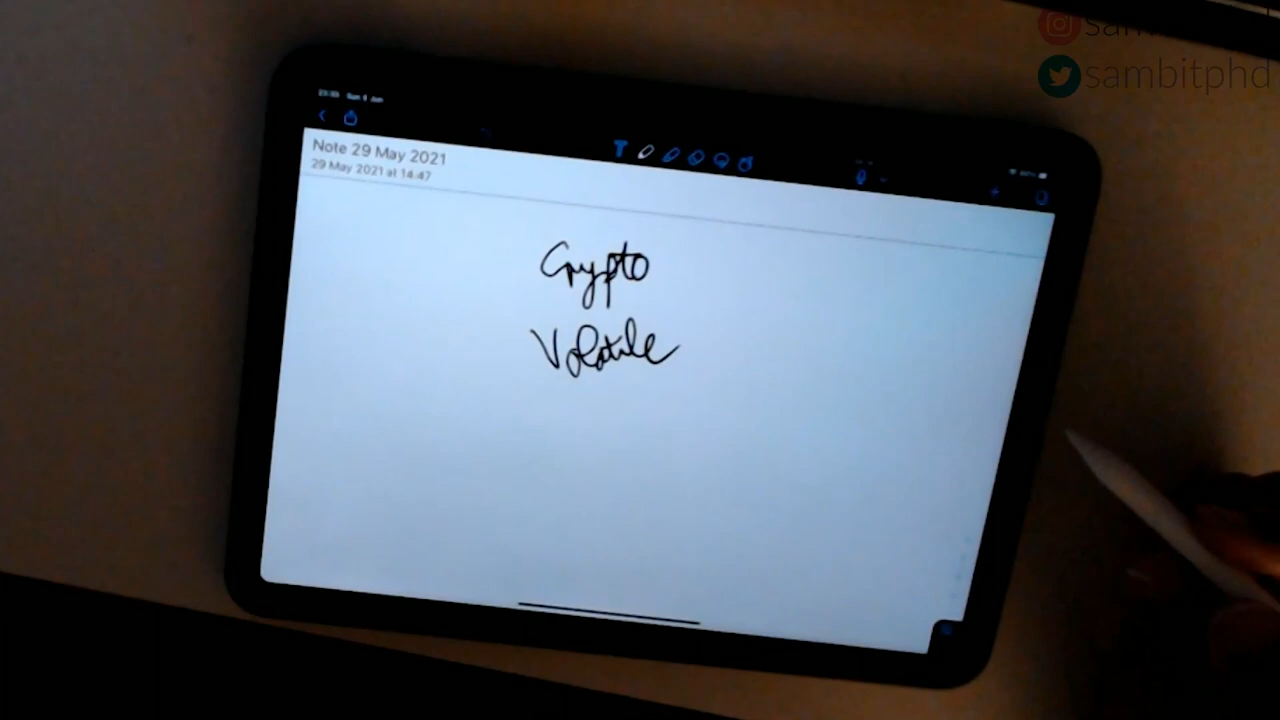 sambitphd
Note 29 May 2021
29 May 2021 at 14:47
Crypto
Volatile